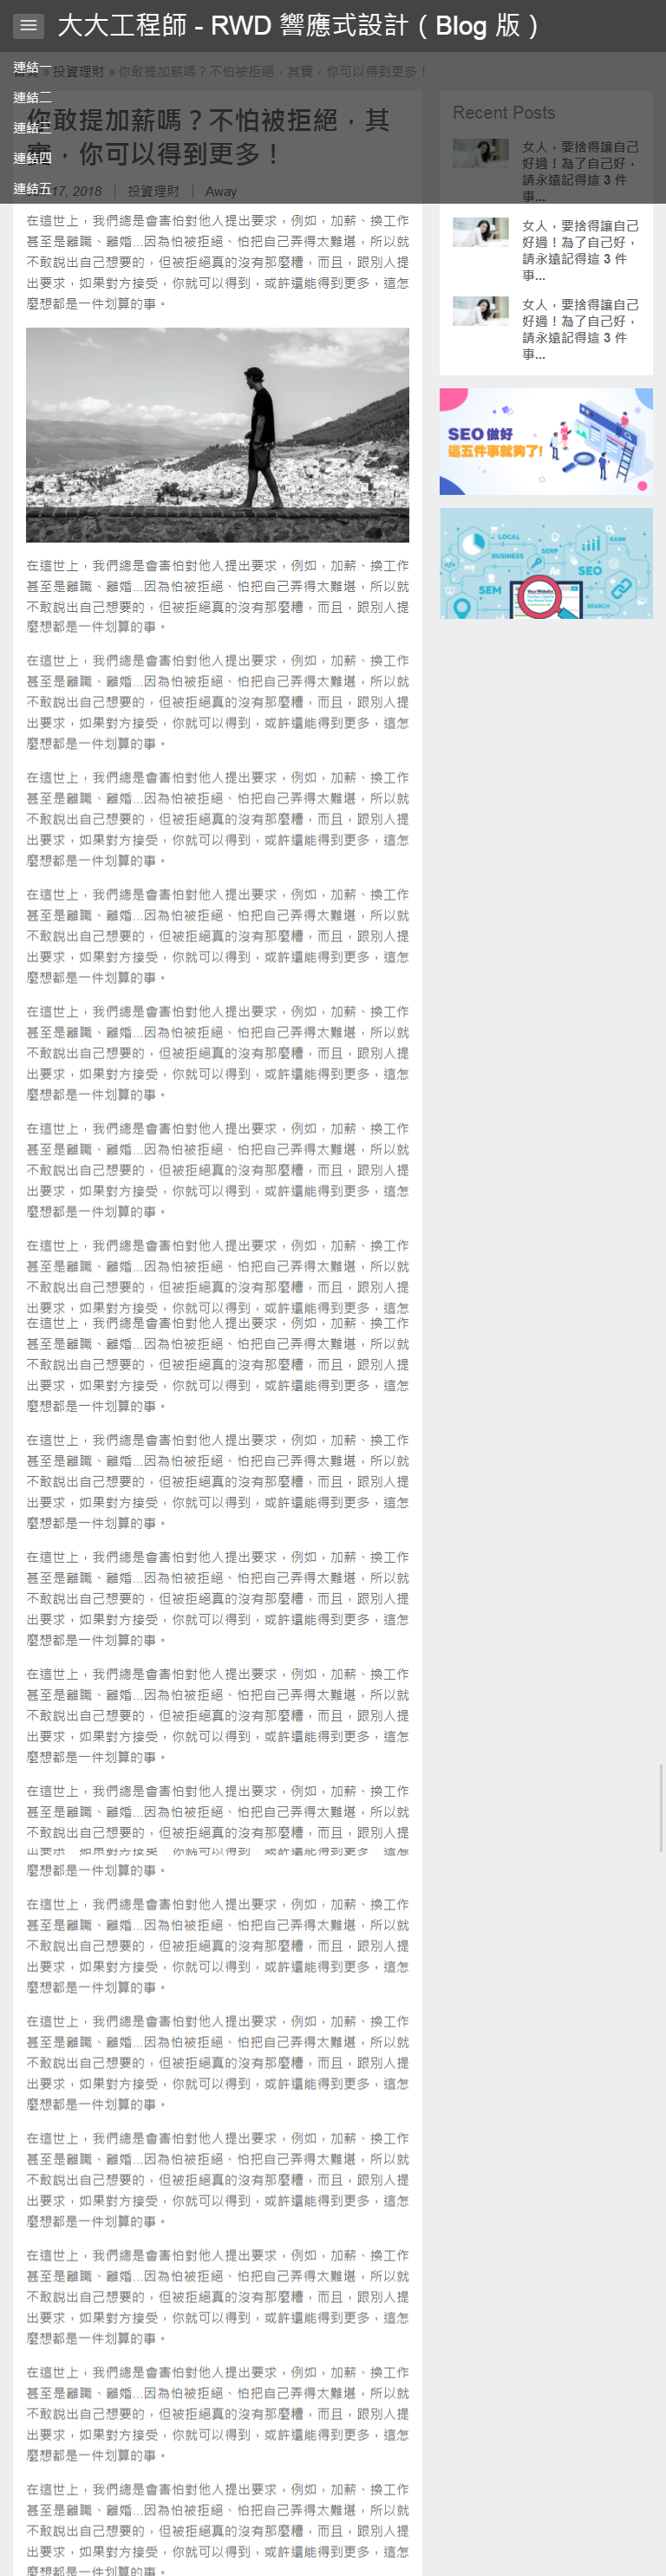 大大工程師 - RWD 響應式設計（Blog 版）
連結一
» 投資理財 » 你敢提加薪嗎？不怕被拒絕，其實，你可以得到更多！
連結二
連結三
連結四
連結五
你敢提加薪嗎？不怕被拒絕，其
，你可以得到更多！
17, 2018 | 投資理財 | Away
在這世上，我們總是會害怕對他人提出要求，例如，加薪、換工作
甚至是離職、離婚...因為怕被拒絕、怕把自己弄得太難堪，所以就
不敢說出自己想要的，但被拒絕真的沒有那麼糟，而且，跟別人提
出要求，如果對方接受，你就可以得到，或許還能得到更多，這怎
麼想都是一件划算的事。
在這世上，我們總是會害怕對他人提出要求，例如，加薪、換工作
甚至是離職、離婚...因為怕被拒絕、怕把自己弄得太難堪，所以就
不敢說出自己想要的，但被拒絕真的沒有那麼糟，而且，跟別人提
麼想都是一件划算的事。
在這世上，我們總是會害怕對他人提出要求，例如，加薪、換工作
甚至是離職、離婚...因為怕被拒絕、怕把自己弄得太難堪，所以就
不敢說出自己想要的，但被拒絕真的沒有那麼糟，而且，跟別人提
出要求，如果對方接受，你就可以得到，或許還能得到更多，這怎
麼想都是一件划算的事。
在這世上，我們總是會害怕對他人提出要求，例如，加薪、換工作
甚至是離職、離婚...因為怕被拒絕、怕把自己弄得太難堪，所以就
不敢說出自己想要的，但被拒絕真的沒有那麼糟，而且，跟別人提
出要求，如果對方接受，你就可以得到，或許還能得到更多，這怎
麼想都是一件划算的事。
在這世上，我們總是會害怕對他人提出要求，例如，加薪、換工作
甚至是離職、離婚...因為怕被拒絕、怕把自己弄得太難堪，所以就
不敢說出自己想要的，但被拒絕真的沒有那麼糟，而且，跟別人提
出要求，如果對方接受，你就可以得到，或許還能得到更多，這怎
麼想都是一件划算的事。
在這世上，我們總是會害怕對他人提出要求，例如，加薪、換工作
甚至是離職、離婚...因為怕被拒絕、怕把自己弄得太難堪，所以就
不敢說出自己想要的，但被拒絕真的沒有那麼糟，而且，跟別人提
出要求，如果對方接受，你就可以得到，或許還能得到更多，這怎
麼想都是一件划算的事。
在這世上，我們總是會害怕對他人提出要求，例如，加薪、換工作
甚至是離職、離婚...因為怕被拒絕、怕把自己弄得太難堪，所以就
不敢說出自己想要的，但被拒絕真的沒有那麼糟，而且，跟別人提
出要求，如果對方接受，你就可以得到，或許還能得到更多，這怎
麼想都是一件划算的事。
在這世上，我們總是會害怕對他人提出要求，例如，加薪、換工作
甚至是離職、離婚...因為怕被拒絕、怕把自己弄得太難堪，所以就
不敢說出自己想要的，但被拒絕真的沒有那麼糟，而且，跟別人提
出要求，如果對方接受，你就可以得到，或許還能得到更多，這怎
在這世上，我們總是會害怕對他人提出要求，例如，加薪、換工作
甚至是離職、離婚...因為怕被拒絕、怕把自己弄得太難堪，所以就
不敢說出自己想要的，但被拒絕真的沒有那麼糟，而且，跟別人提
出要求，如果對方接受，你就可以得到，或許還能得到更多，這怎
麼想都是一件划算的事。
在這世上，我們總是會害怕對他人提出要求，例如，加薪、換工作
甚至是離職、離婚...因為怕被拒絕、怕把自己弄得太難堪，所以就
不敢說出自己想要的，但被拒絕真的沒有那麼糟，而且，跟別人提
出要求，如果對方接受，你就可以得到，或許還能得到更多，這怎
麼想都是一件划算的事。
在這世上，我們總是會害怕對他人提出要求，例如，加薪、換工作
甚至是離職、離婚...因為怕被拒絕、怕把自己弄得太難堪，所以就
不敢說出自己想要的，但被拒絕真的沒有那麼糟，而且，跟別人提
出要求，如果對方接受，你就可以得到，或許還能得到更多，這怎
麼想都是一件划算的事。
在這世上，我們總是會害怕對他人提出要求，例如，加薪、換工作
甚至是離職、離婚...因為怕被拒絕、怕把自己弄得太難堪，所以就
不敢說出自己想要的，但被拒絕真的沒有那麼糟，而且，跟別人提
出要求，如果對方接受，你就可以得到，或許還能得到更多，這怎
麼想都是一件划算的事。
在這世上，我們總是會害怕對他人提出要求，例如，加薪、換工作
甚至是離職、離婚...因為怕被拒絕、怕把自己弄得太難堪，所以就
不敢說出自己想要的，但被拒絕真的沒有那麼糟，而且，跟別人提
出要求，如果對方接受，你就可以得到，或許還能得到更多，這怎
麼想都是一件划算的事。
在這世上，我們總是會害怕對他人提出要求，例如，加薪、換工作
甚至是離職、離婚...因為怕被拒絕、怕把自己弄得太難堪，所以就
不敢說出自己想要的，但被拒絕真的沒有那麼糟，而且，跟別人提
出要求，如果對方接受，你就可以得到，或許還能得到更多，這怎
麼想都是一件划算的事。
在這世上，我們總是會害怕對他人提出要求，例如，加薪、換工作
甚至是離職、離婚...因為怕被拒絕、怕把自己弄得太難堪，所以就
不敢說出自己想要的，但被拒絕真的沒有那麼糟，而且，跟別人提
出要求，如果對方接受，你就可以得到，或許還能得到更多，這怎
麼想都是一件划算的事。
在這世上，我們總是會害怕對他人提出要求，例如，加薪、換工作
甚至是離職、離婚...因為怕被拒絕、怕把自己弄得太難堪，所以就
不敢說出自己想要的，但被拒絕真的沒有那麼糟，而且，跟別人提
出要求，如果對方接受，你就可以得到，或許還能得到更多，這怎
麼想都是一件划算的事。
在這世上，我們總是會害怕對他人提出要求，例如，加薪、換工作
甚至是離職、離婚...因為怕被拒絕、怕把自己弄得太難堪，所以就
不敢說出自己想要的，但被拒絕真的沒有那麼糟，而且，跟別人提
出要求，如果對方接受，你就可以得到，或許還能得到更多，這怎
麼想都是一件划算的事。
在這世上，我們總是會害怕對他人提出要求，例如，加薪、換工作
甚至是離職、離婚...因為怕被拒絕、怕把自己弄得太難堪，所以就
不敢說出自己想要的，但被拒絕真的沒有那麼糟，而且，跟別人提
出要求，如果對方接受，你就可以得到，或許還能得到更多，這怎
麼想都是一件划算的事。
在這世上，我們總是會害怕對他人提出要求，例如，加薪、換工作
甚至是離職、離婚...因為怕被拒絕、怕把自己弄得太難堪，所以就
不敢說出自己想要的，但被拒絕真的沒有那麼糟，而且，跟別人提
出要求，如果對方接受，你就可以得到，或許還能得到更多，這怎
麼想都是一件划算的事。
Recent Posts
女人，要捨得讓自己
好過！為了自己好，
請永遠記得這 3 件
事...
女人，要捨得讓自己
好過！為了自己好，
請永遠記得這 3 件
事...
女人，要捨得讓自己
好過！為了自己好，
請永遠記得這 3 件
事...
SEO 做好
這五件事就夠了!
LOCAL
RANK
BUSINESS
SERP
SEO
SEM
Your Website
SEARCH